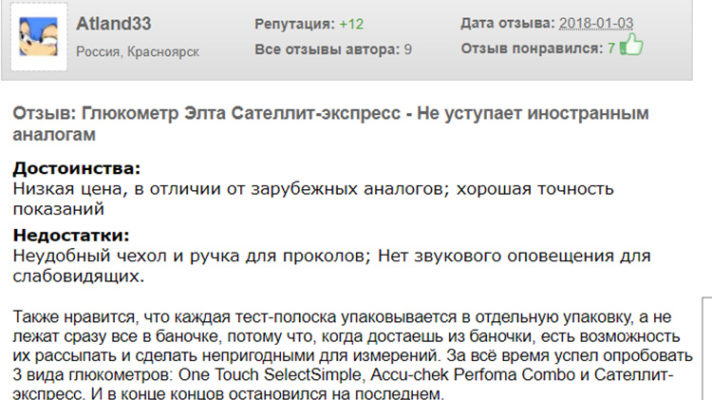 Atland33
Репутация: +12
Дата отзыва: 2018-01-03
Россия, Красноярск
Все отзывы автора: 9
Отзыв понравился: 7
Отзыв: Глюкометр Элта Сателлит-экспресс - Не уступает иностранным
аналогам
Достоинства:
Низкая цена, в отличии от зарубежных аналогов; хорошая точность
показаний
Недостатки:
Неудобный чехол и ручка для проколов; Нет звукового оповещения для
слабовидящих.
Также нравится, что каждая тест-полоска упаковывается в отдельную упаковку, а не
лежат сразу все в баночке, потому что, когда достаешь из баночки, есть возможность
их рассыпать и сделать непригодными для измерений. За всё время успел опробовать
3 вида глюкометров: One Touch SelectSimple, Accu-chek Perfoma Combo и Сателлит-
экспресс. И в конце концов остановился на последнем.